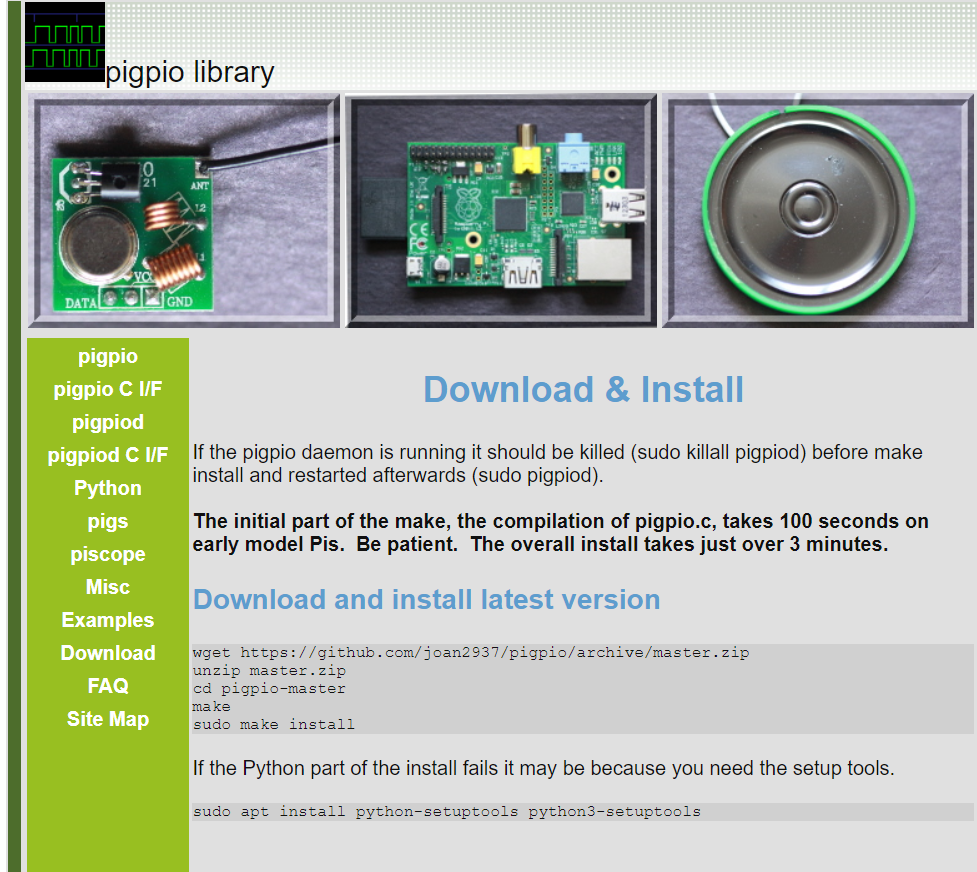 pigpio library
ANT
L2
L1
VCC
DATA
GND
pigpio
pigpio C I/F
pigpiod
pigpiod C I/F
Python
pigs
piscope
Misc
Examples
Download
FAQ
Site Map
Download & Install
If the pigpio daemon is running it should be killed (sudo killall pigpiod) before make
install and restarted afterwards (sudo pigpiod).
The initial part of the make, the compilation of pigpio.c, takes 100 seconds on
early model Pis.  Be patient.  The overall install takes just over 3 minutes.
Download and install latest version
wget https://github.com/joan2937/pigpio/archive/master.zip
unzip master.zip
cd pigpio-master
make
sudo make install
If the Python part of the install fails it may be because you need the setup tools.
sudo apt install python-setuptools python3-setuptools